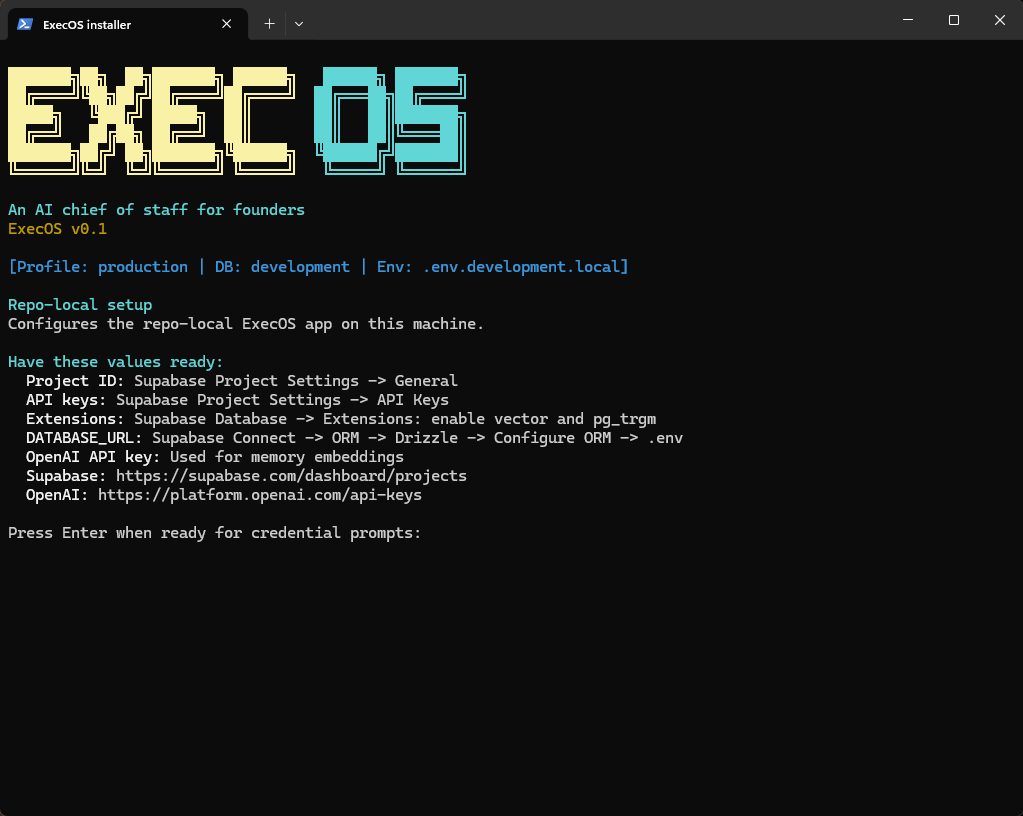 ExecOS installer
EXEC OS
An AI chief of staff for founders
ExecOS v0.1
[Profile: production | DB: development | Env: .env.development.local]
Repo-local setup
Configures the repo-local ExecOS app on this machine.
Have these values ready:
Project ID: Supabase Project Settings -> General
API keys: Supabase Project Settings -> API Keys
Extensions: Supabase Database -> Extensions: enable vector and pg_trgm
DATABASE_URL: Supabase Connect -> ORM -> Drizzle -> Configure ORM -> .env
OpenAI API key: Used for memory embeddings
Supabase: https://supabase.com/dashboard/projects
OpenAI: https://platform.openai.com/api-keys
Press Enter when ready for credential prompts: